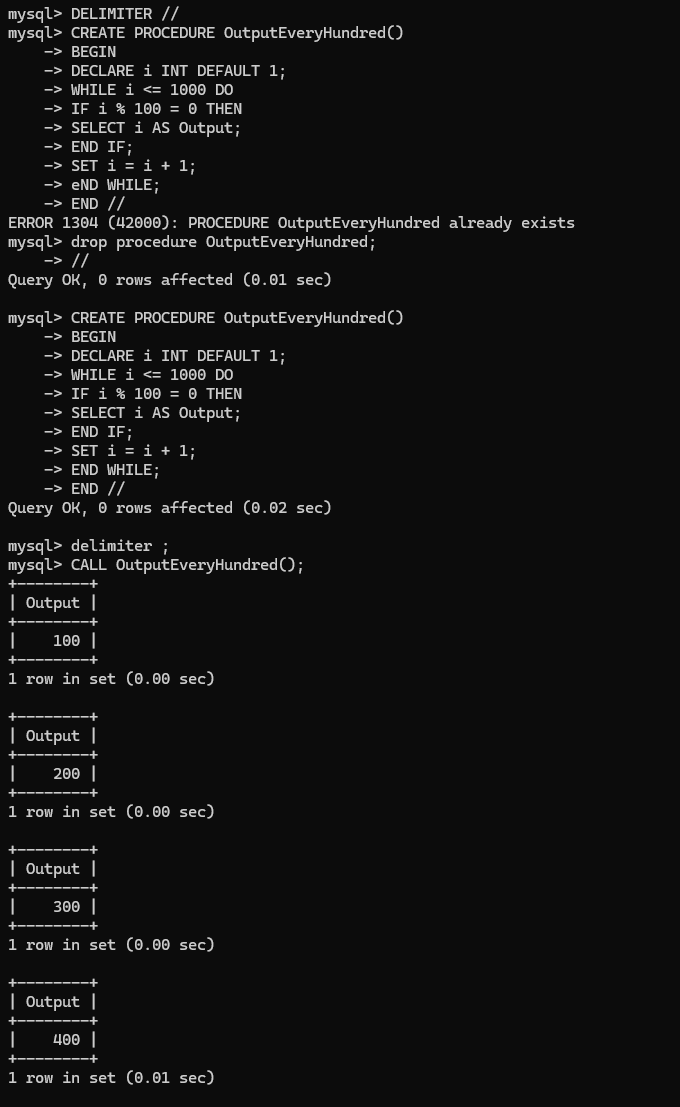 mysql> DELIMITER //
mysql> CREATE PROCEDURE OutputEveryHundred()
    -> BEGIN
    -> DECLARE i INT DEFAULT 1;
    -> WHILE i <= 1000 DO
    -> IF i % 100 = 0 THEN
    -> SELECT i AS Output;
    -> END IF;
    -> SET i = i + 1;
    -> eND WHILE;
    -> END //
ERROR 1304 (42000): PROCEDURE OutputEveryHundred already exists
mysql> drop procedure OutputEveryHundred;
    -> //
Query OK, 0 rows affected (0.01 sec)

mysql> CREATE PROCEDURE OutputEveryHundred()
    -> BEGIN
    -> DECLARE i INT DEFAULT 1;
    -> WHILE i <= 1000 DO
    -> IF i % 100 = 0 THEN
    -> SELECT i AS Output;
    -> END IF;
    -> SET i = i + 1;
    -> END WHILE;
    -> END //
Query OK, 0 rows affected (0.02 sec)

mysql> delimiter ;
mysql> CALL OutputEveryHundred();
+--------+
| Output |
+--------+
|    100 |
+--------+
1 row in set (0.00 sec)

+--------+
| Output |
+--------+
|    200 |
+--------+
1 row in set (0.00 sec)

+--------+
| Output |
+--------+
|    300 |
+--------+
1 row in set (0.00 sec)

+--------+
| Output |
+--------+
|    400 |
+--------+
1 row in set (0.01 sec)